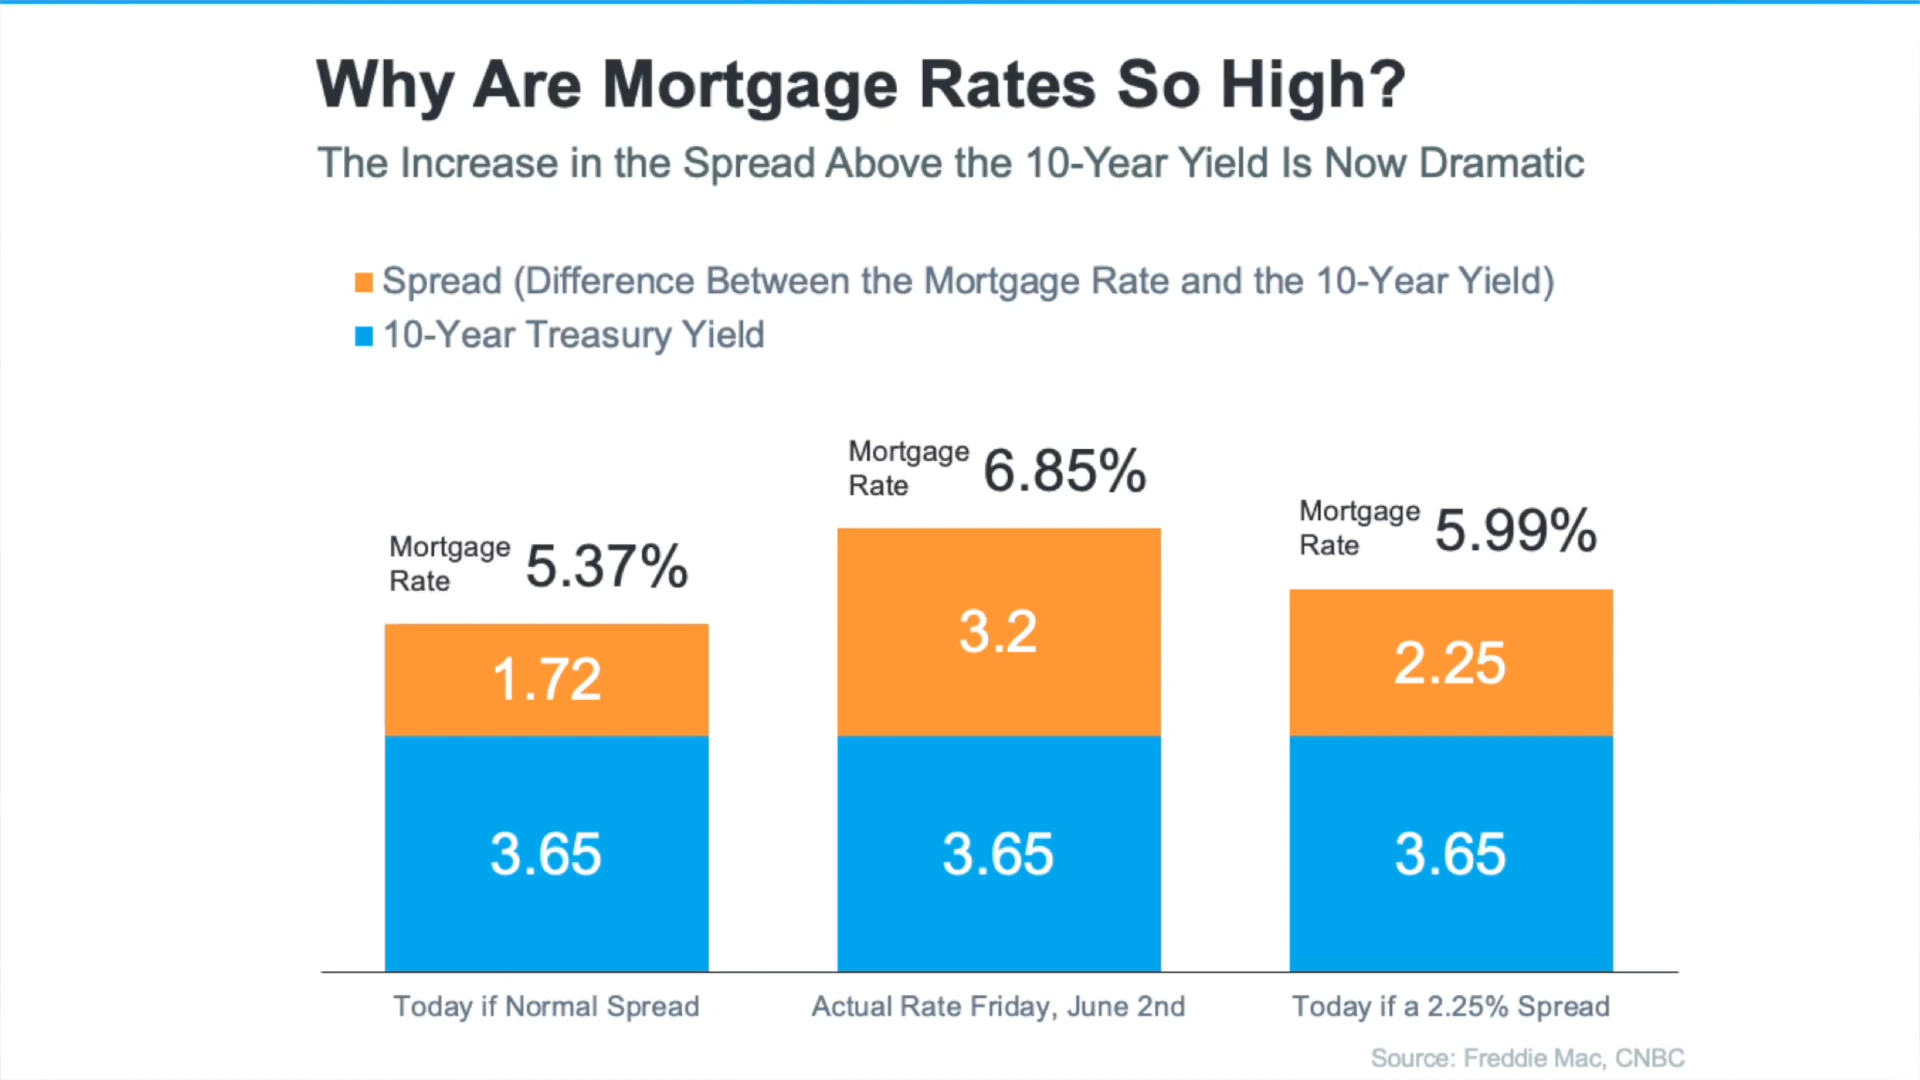 Why Are Mortgage Rates So High?
The Increase in the Spread Above the 10-Year Yield Is Now Dramatic
Spread (Difference Between the Mortgage Rate and the 10-Year Yield)
10-Year Treasury Yield
Mortgage
Rate
5.37%
1.72
3.65
Mortgage
Rate
6.85%
3.2
3.65
Mortgage
Rate
5.99%
2.25
3.65
Today if Normal Spread
Actual Rate Friday, June 2nd
Today if a 2.25% Spread
Source: Freddie Mac, CNBC